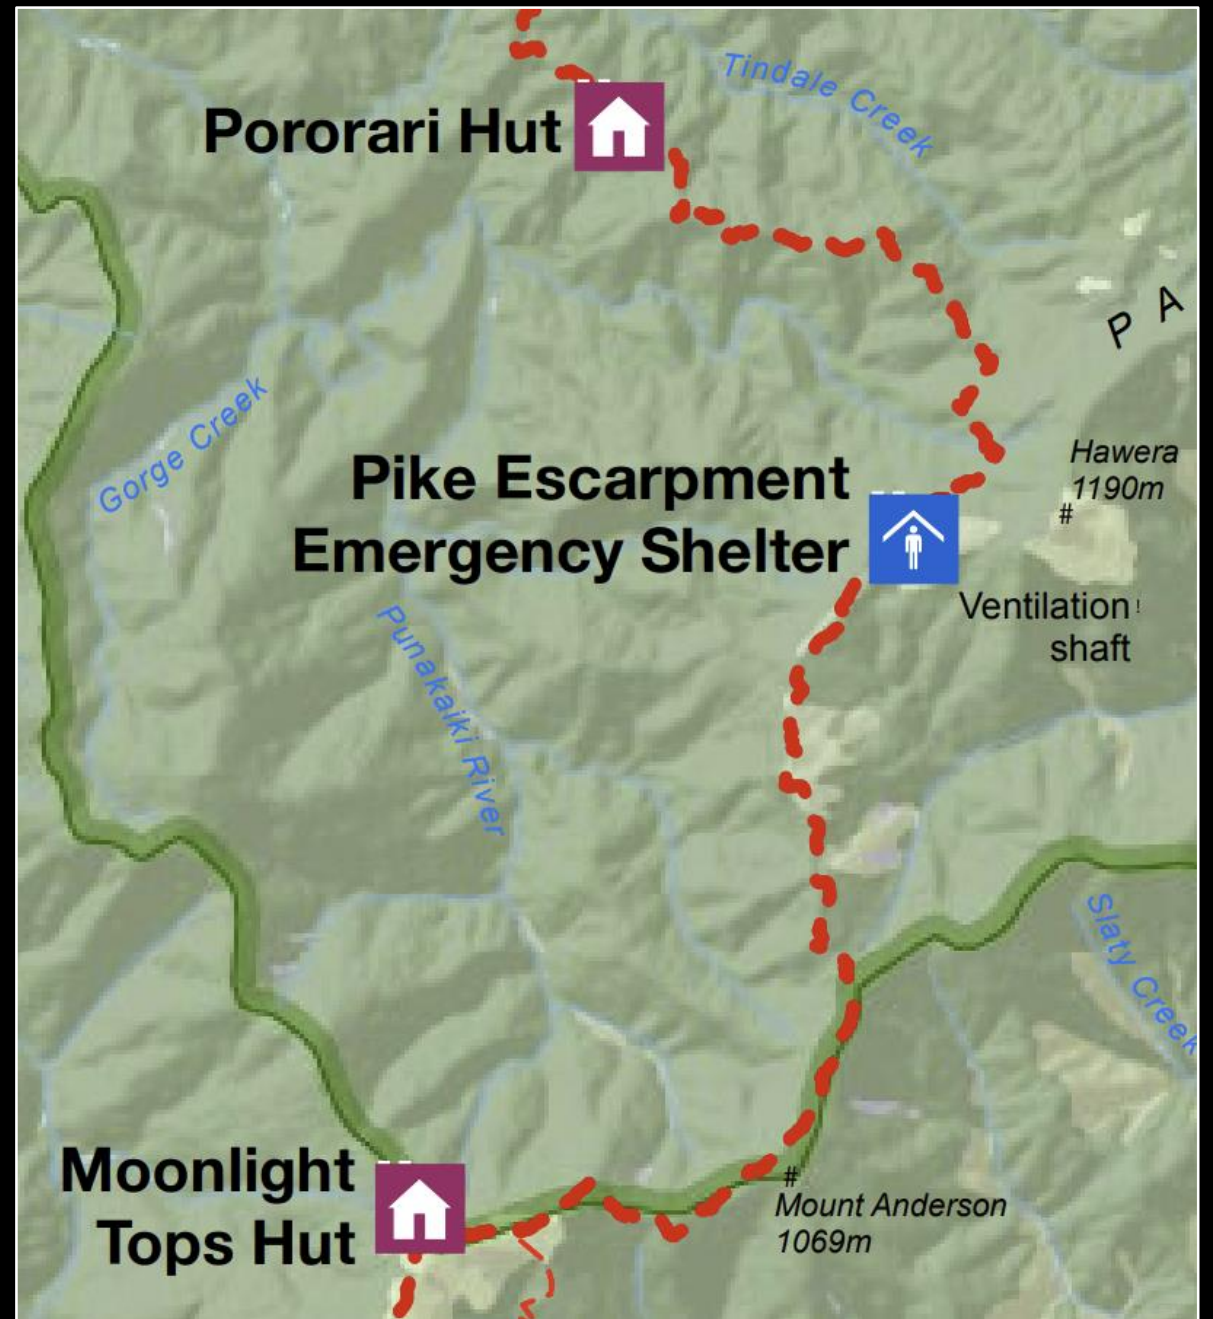 Tindale Creek
Pororari Hut
P A
Gorge Creek
Hawera
1190m
#
Pike Escarpment
Emergency Shelter
Ventilation
shaft
Punakaiki River
Slaty Creek
Moonlight
Tops Hut
#
Mount Anderson
1069m